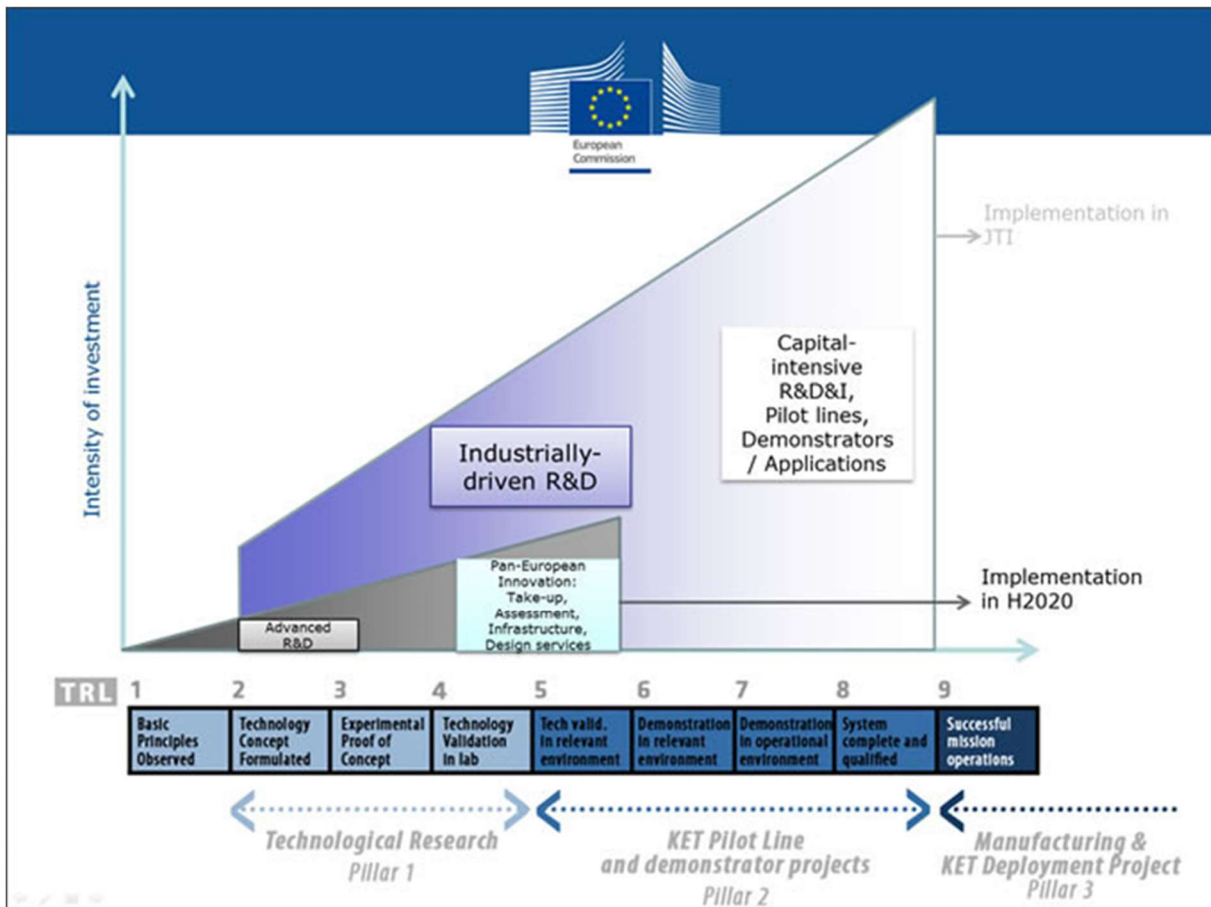 European
Commission
Implementation in
JTI
Intensity of investment
Capital-
intensive
R&D&I,
Pilot lines,
Demonstrators
/ Applications
Industrially-
driven R&D
Pan-European
Innovation:
Take-up,
Assessment,
Infrastructure,
Design services
Advanced
R&D
Implementation
in H2020
TRL 1 2 3 4 5 6 7 8 9
Basic
Principles
Observed
Technology
Concept
Formulated
Experimental
Proof of
Concept
Technology
Validation
in lab
Tech valid.
in relevant
environment
Demonstration
in relevant
environment
Demonstration
in operational
environment
System
complete and
qualified
Successful
mission
operations
Technological Research
Pillar 1
KET Pilot Line
and demonstrator projects
Pillar 2
Manufacturing &
KET Deployment Project
Pillar 3